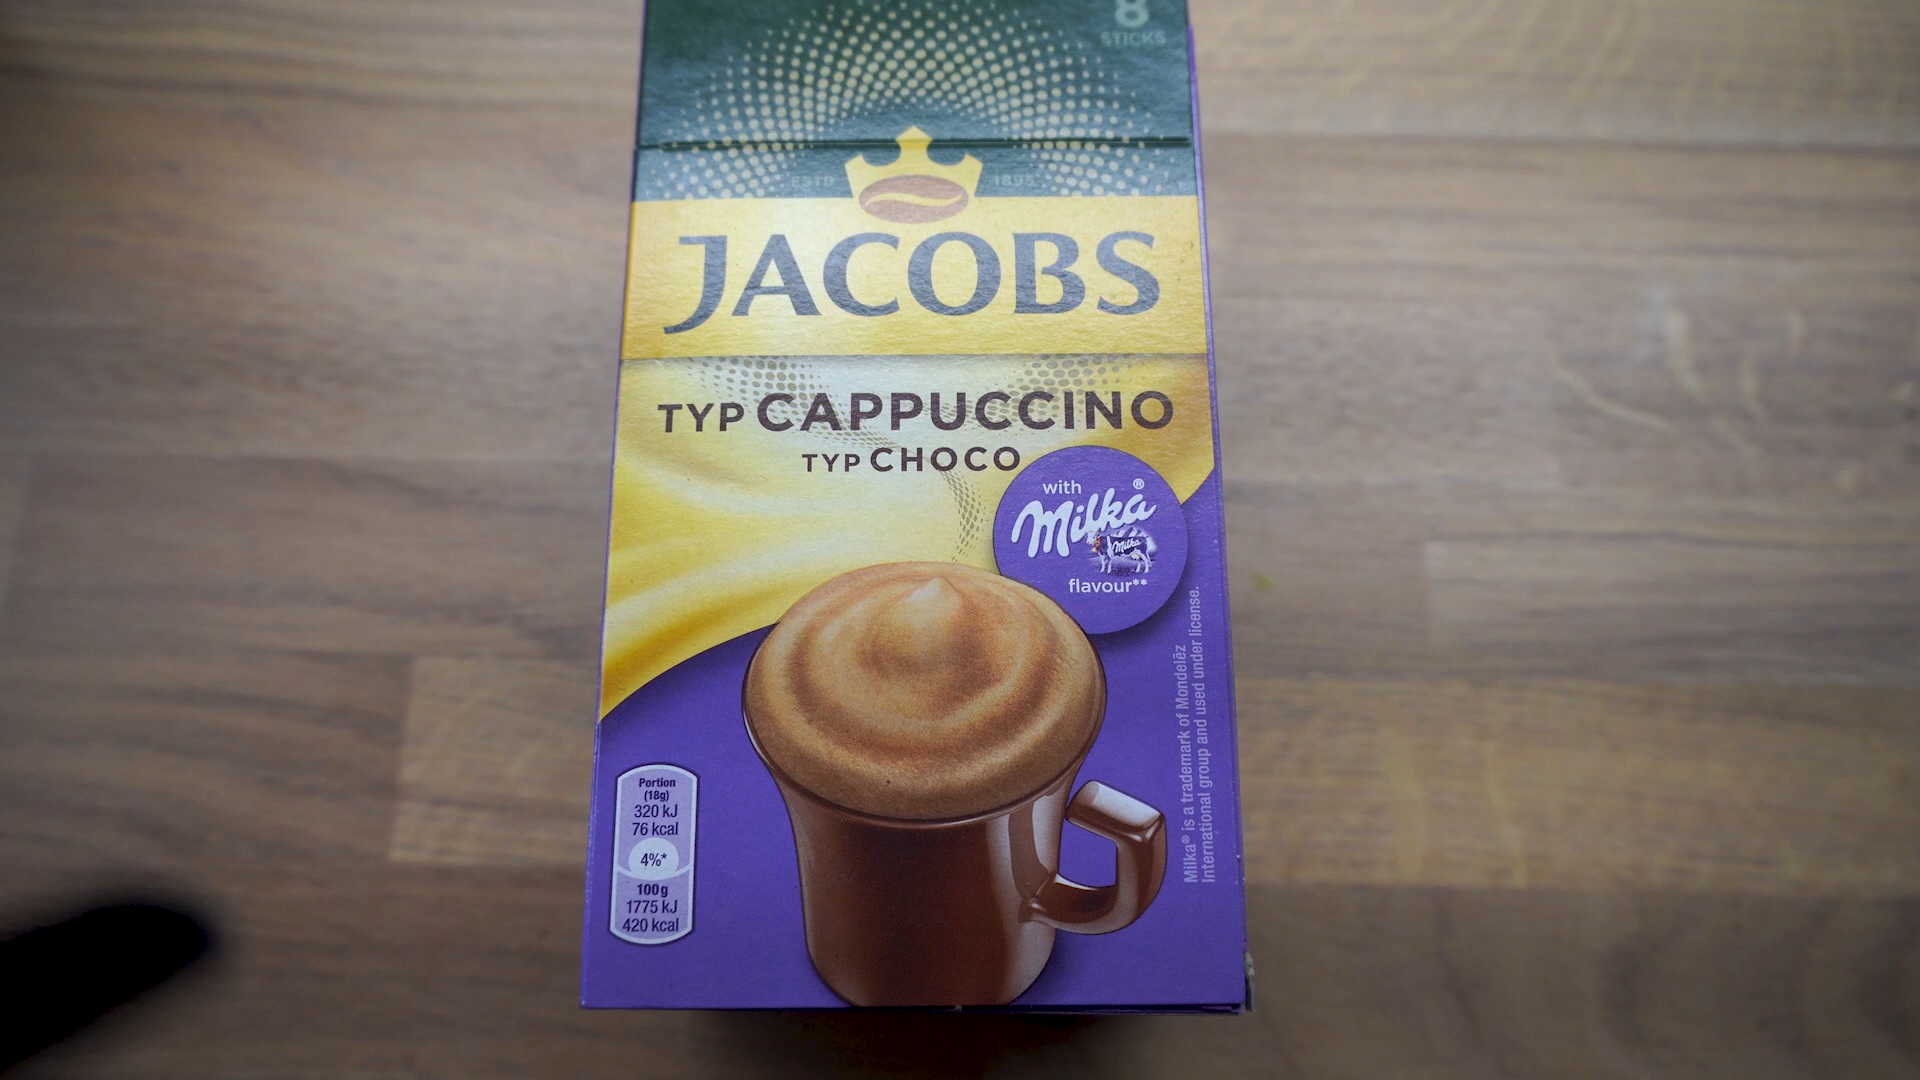 8
STICKS
ESTD 1895
JACOBS
TYP CAPPUCCINO
TYP CHOCO
with
Milka®
Milka
flavour**
Milka® is a trademark of Mondelēz
International group and used under license.
Portion
(18g)
320 kJ
76 kcal
4%*
100g
1775 kJ
420 kcal